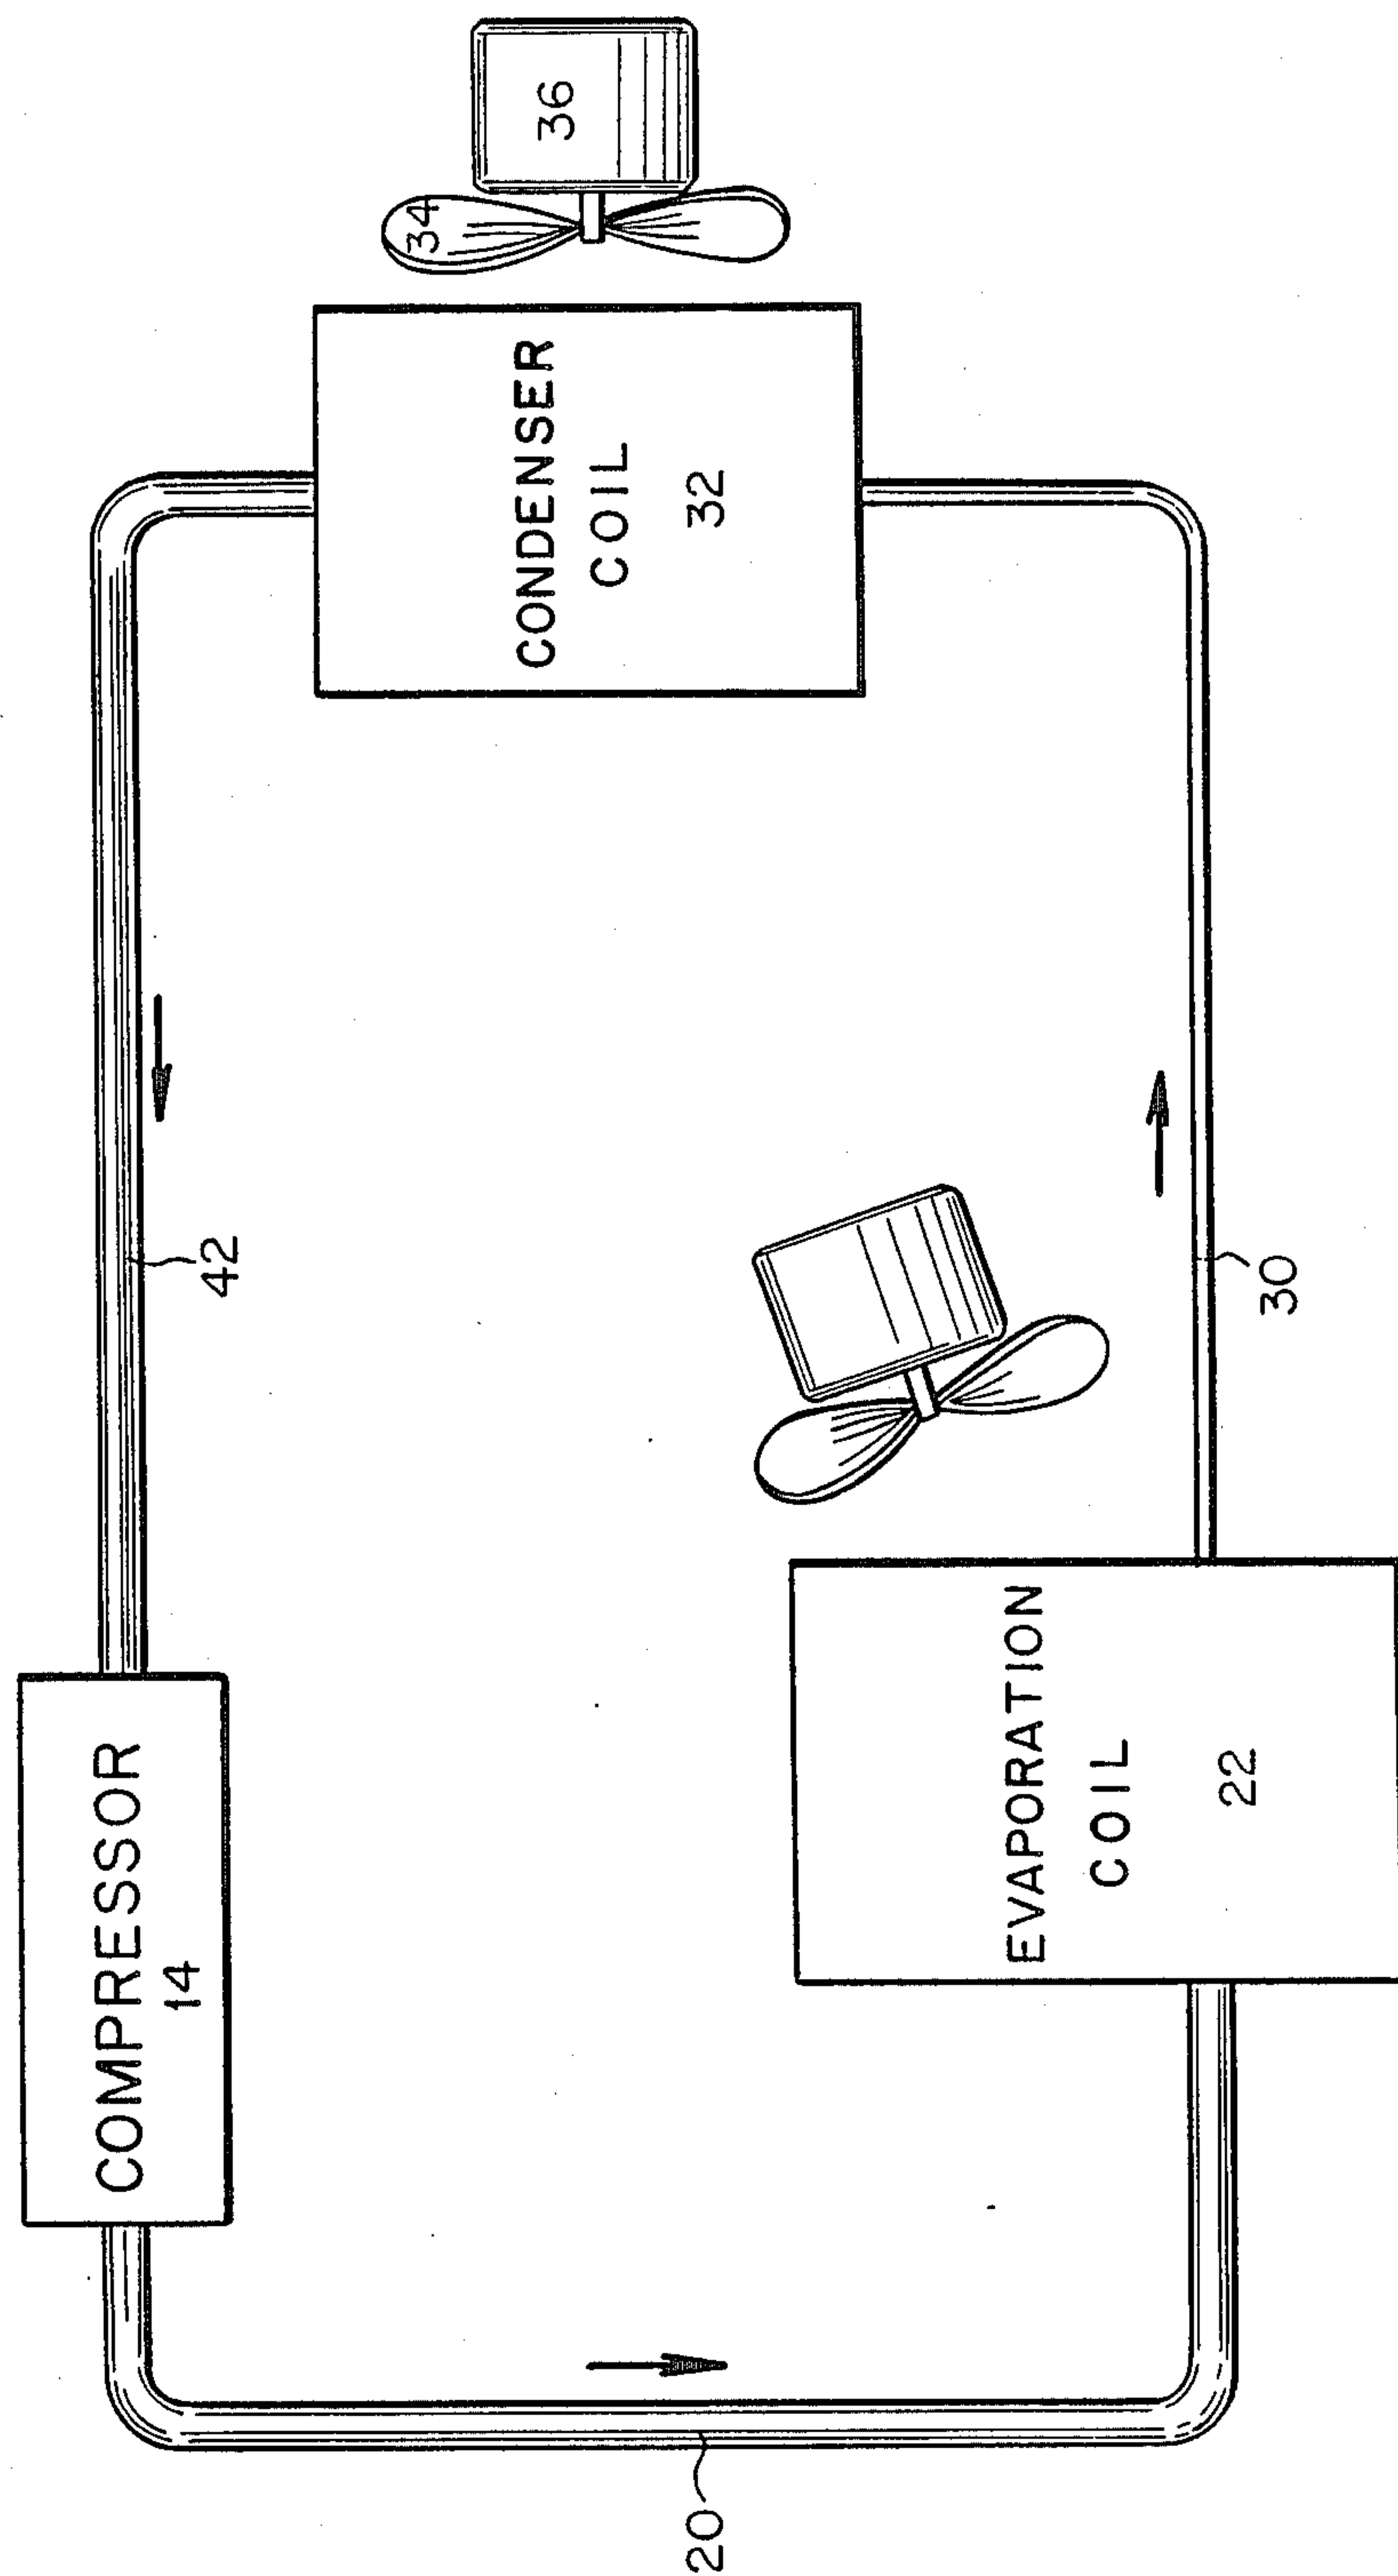 COMPRESSOR
14
42
CONDENSER
COIL
32
34
36
20
EVAPORATION
COIL
22
30